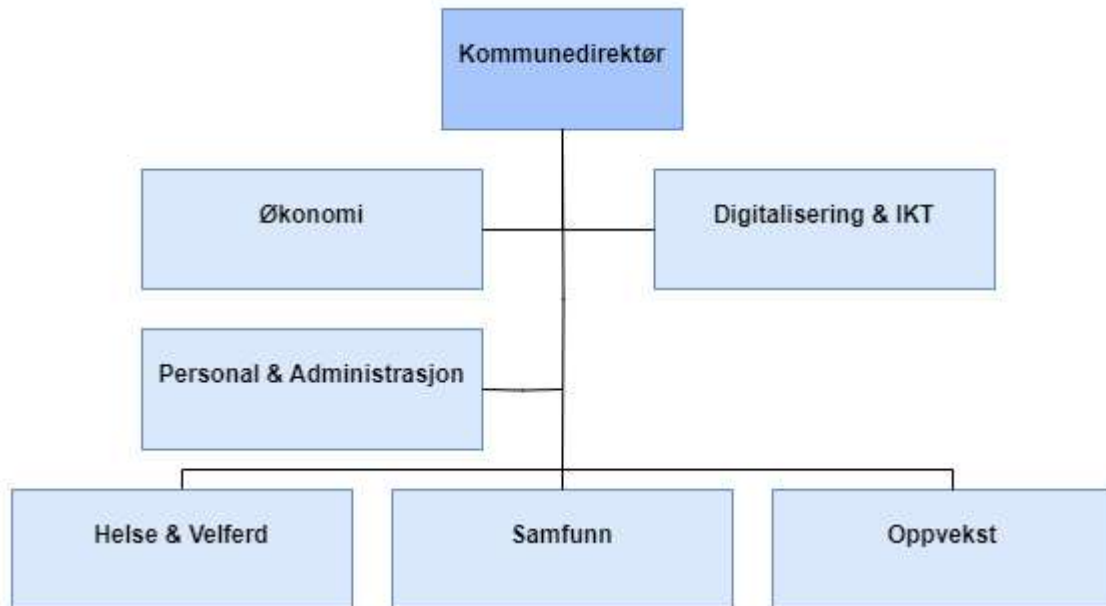 Kommunedirektør
Økonomi
Digitalisering & IKT
Personal & Administrasjon
Helse & Velferd
Samfunn
Oppvekst